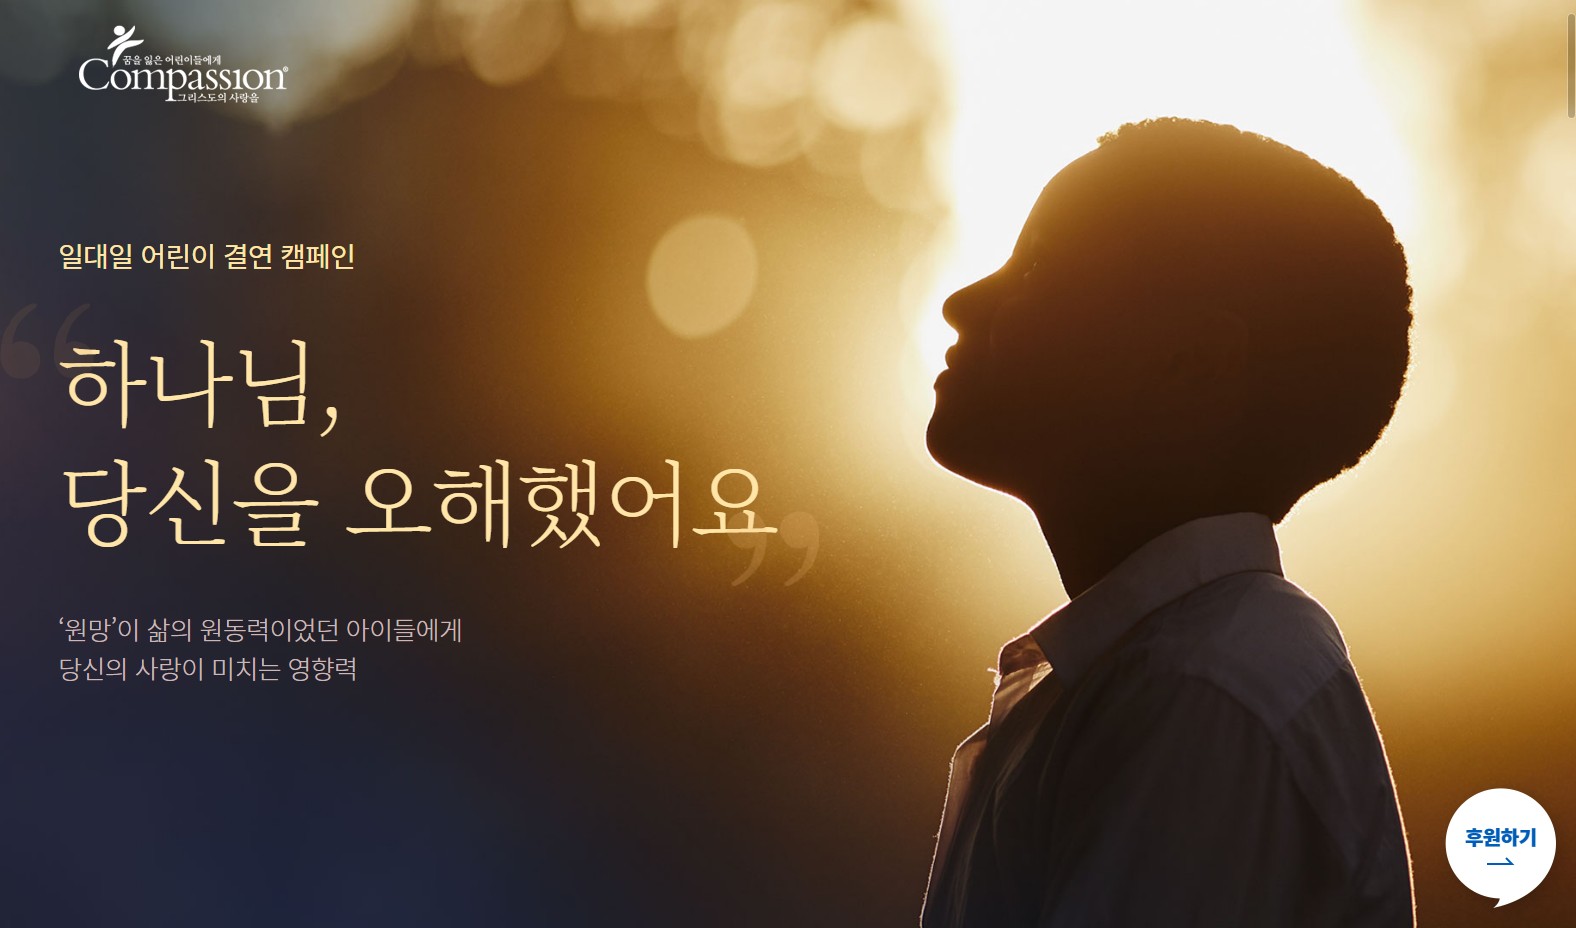 꿈을 잃은 어린이들에게
Compassion®
그리스도의 사랑을
일대일 어린이 결연 캠페인
“하나님,
당신을 오해했어요”
‘원망’이 삶의 원동력이었던 아이들에게
당신의 사랑이 미치는 영향력
후원하기